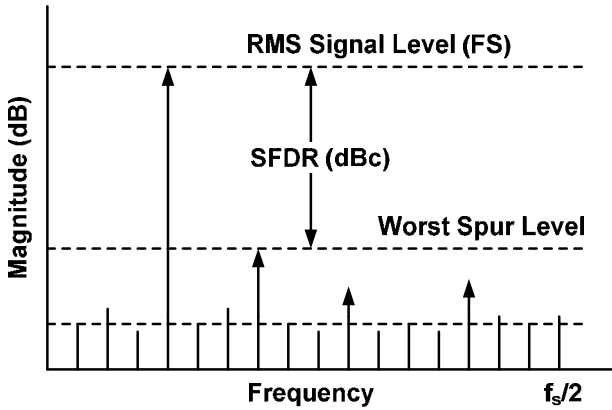 RMS Signal Level (FS)
Magnitude (dB)
SFDR (dBc)
Worst Spur Level
Frequency
fₛ/2